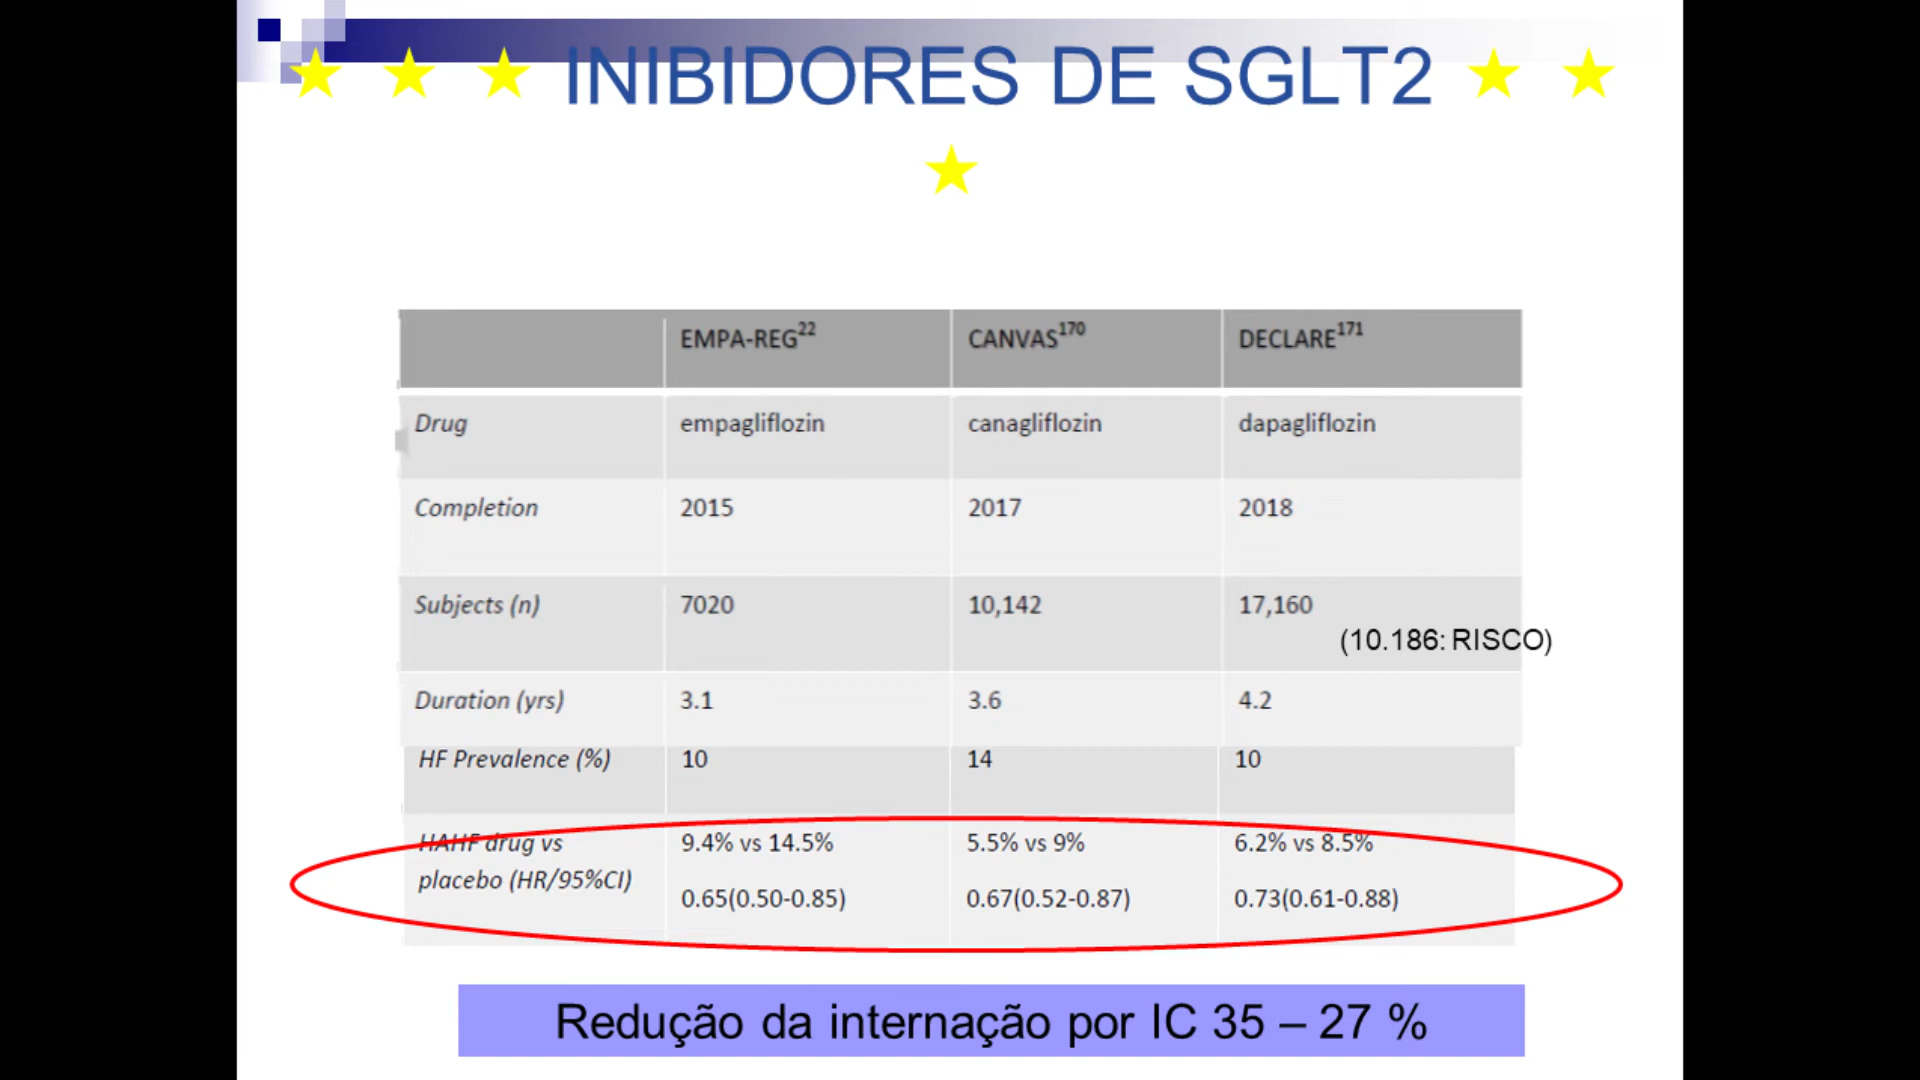 ★ ★ ★ INIBIDORES DE SGLT2 ★ ★
★
EMPA-REG22 CANVAS170 DECLARE171
Drug empagliflozin canagliflozin dapagliflozin
Completion 2015 2017 2018
Subjects (n) 7020 10,142 17,160
(10.186: RISCO)
Duration (yrs) 3.1 3.6 4.2
HF Prevalence (%) 10 14 10
HAHF drug vs 9.4% vs 14.5% 5.5% vs 9% 6.2% vs 8.5%
placebo (HR/95%CI) 0.65(0.50-0.85) 0.67(0.52-0.87) 0.73(0.61-0.88)
Redução da internação por IC 35 – 27 %